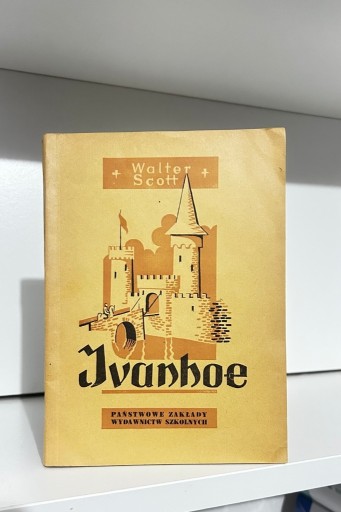 Walter
Scott
Ivanhoe
PAŃSTWOWE ZAKŁADY
WYDAWNICTW SZKOLNYCH